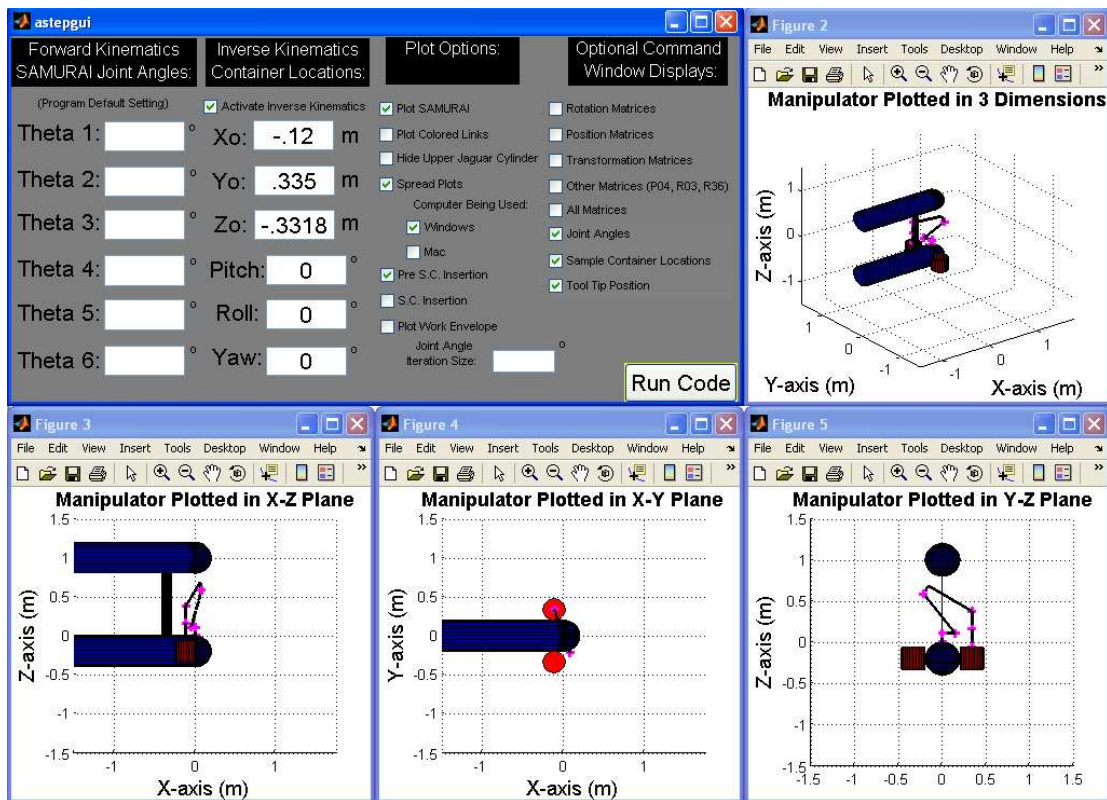 astepgui
Forward Kinematics
SAMURAI Joint Angles:
(Program Default Setting)
Theta 1: °
Theta 2: °
Theta 3: °
Theta 4: °
Theta 5: °
Theta 6: °
Inverse Kinematics
Container Locations:
Activate Inverse Kinematics
Xo: -.12 m
Yo: .335 m
Zo: -.3318 m
Pitch: 0 °
Roll: 0 °
Yaw: 0 °
Plot Options:
Plot SAMURAI
Plot Colored Links
Hide Upper Jaguar Cylinder
Spread Plots
Computer Being Used:
Windows
Mac
Pre S.C. Insertion
S.C. Insertion
Plot Work Envelope
Joint Angle
Iteration Size: °
Optional Command
Window Displays:
Rotation Matrices
Position Matrices
Transformation Matrices
Other Matrices (P04, R03, R36)
All Matrices
Joint Angles
Sample Container Locations
Tool Tip Position
Run Code
Figure 2
File Edit View Insert Tools Desktop Window Help
Manipulator Plotted in 3 Dimensions
Z-axis (m)
1
0
-1
Y-axis (m)
1
0
-1
X-axis (m)
-1
0
1
Figure 3
File Edit View Insert Tools Desktop Window Help
Manipulator Plotted in X-Z Plane
Z-axis (m)
1.5
1
0.5
0
-0.5
-1
-1.5
-1 0 1
X-axis (m)
Figure 4
File Edit View Insert Tools Desktop Window Help
Manipulator Plotted in X-Y Plane
Y-axis (m)
1.5
1
0.5
0
-0.5
-1
-1.5
-1 0 1
X-axis (m)
Figure 5
File Edit View Insert Tools Desktop Window Help
Manipulator Plotted in Y-Z Plane
Z-axis (m)
1.5
1
0.5
0
-0.5
-1
-1.5
-1.5 -1 -0.5 0 0.5 1 1.5
Y-axis (m)